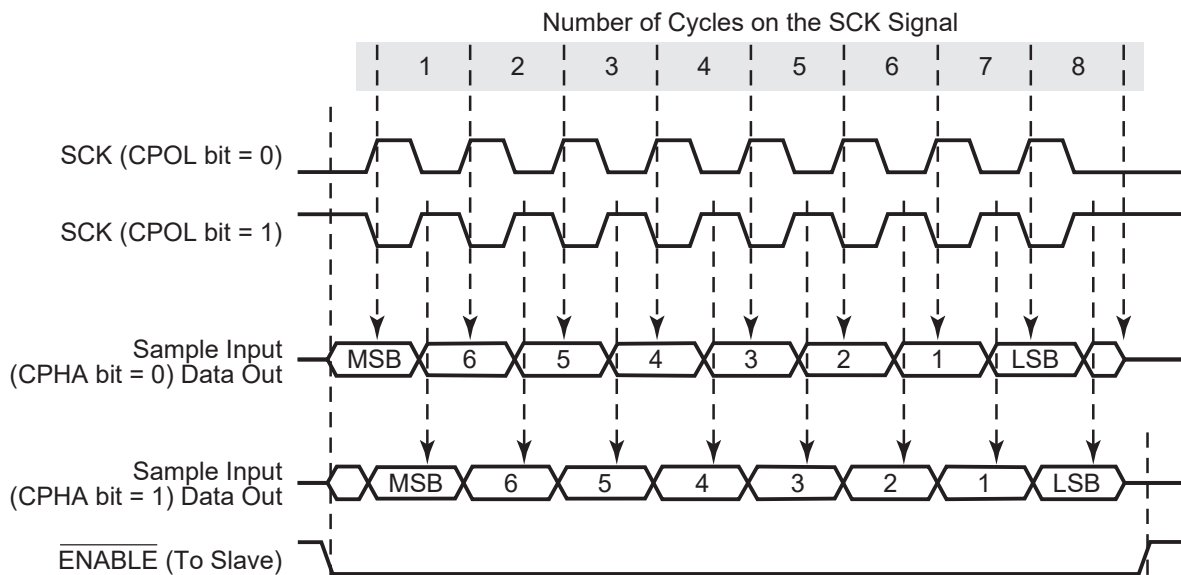 Number of Cycles on the SCK Signal
1 2 3 4 5 6 7 8
SCK (CPOL bit = 0)
SCK (CPOL bit = 1)
Sample Input
(CPHA bit = 0) Data Out
MSB 6 5 4 3 2 1 LSB
Sample Input
(CPHA bit = 1) Data Out
MSB 6 5 4 3 2 1 LSB
ENABLE (To Slave)